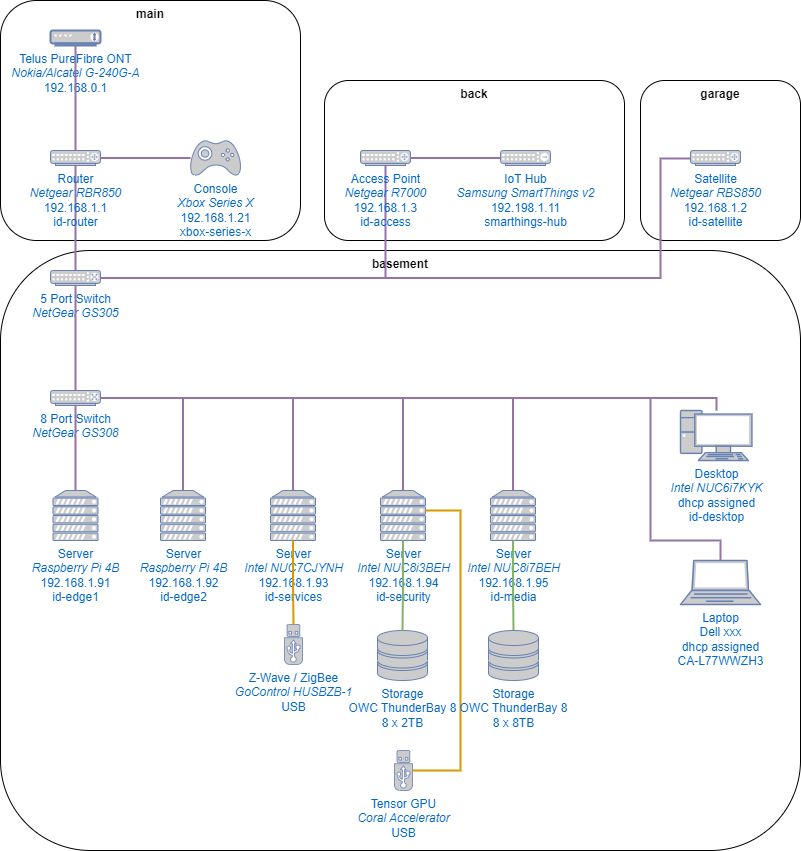 main
Telus PureFibre ONT
Nokia/Alcatel G-240G-A
192.168.0.1
Router
Netgear RBR850
192.168.1.1
id-router
Console
Xbox Series X
192.168.1.21
xbox-series-x
back
Access Point
Netgear R7000
192.168.1.3
id-access
IoT Hub
Samsung SmartThings v2
192.198.1.11
smarthings-hub
garage
Satellite
Netgear RBS850
192.168.1.2
id-satellite
basement
5 Port Switch
NetGear GS305
8 Port Switch
NetGear GS308
Desktop
Intel NUC6i7KYK
dhcp assigned
id-desktop
Server
Raspberry Pi 4B
192.168.1.91
id-edge1
Server
Raspberry Pi 4B
192.168.1.92
id-edge2
Server
Intel NUC7CJYNH
192.168.1.93
id-services
Server
Intel NUC8i3BEH
192.168.1.94
id-security
Server
Intel NUC8i7BEH
192.168.1.95
id-media
Laptop
Dell xxx
dhcp assigned
CA-L77WWZH3
Z-Wave / ZigBee
GoControl HUSBZB-1
USB
Storage
OWC ThunderBay 8
8 x 2TB
Storage
OWC ThunderBay 8
8 x 8TB
Tensor GPU
Coral Accelerator
USB